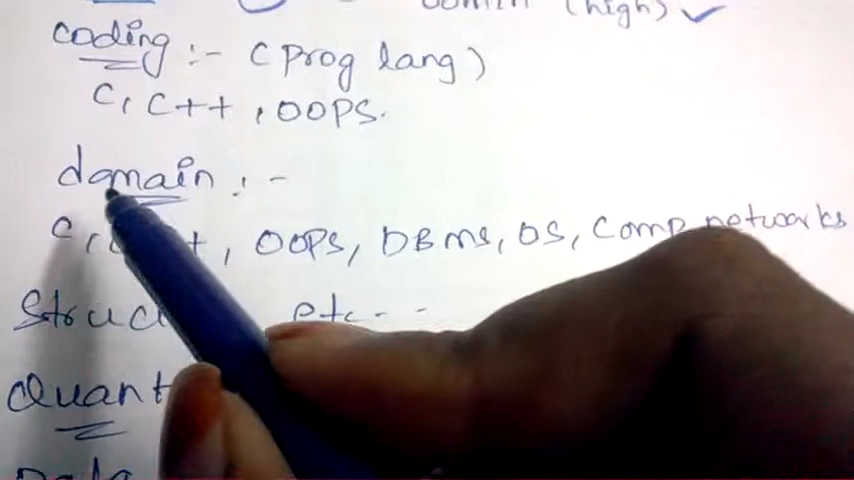 (high) ✓
coding :- (prog lang)
C, C++, OOPS.
domain :-
C, OOPS, DBMS, OS, Comp networks
etc--
Quant